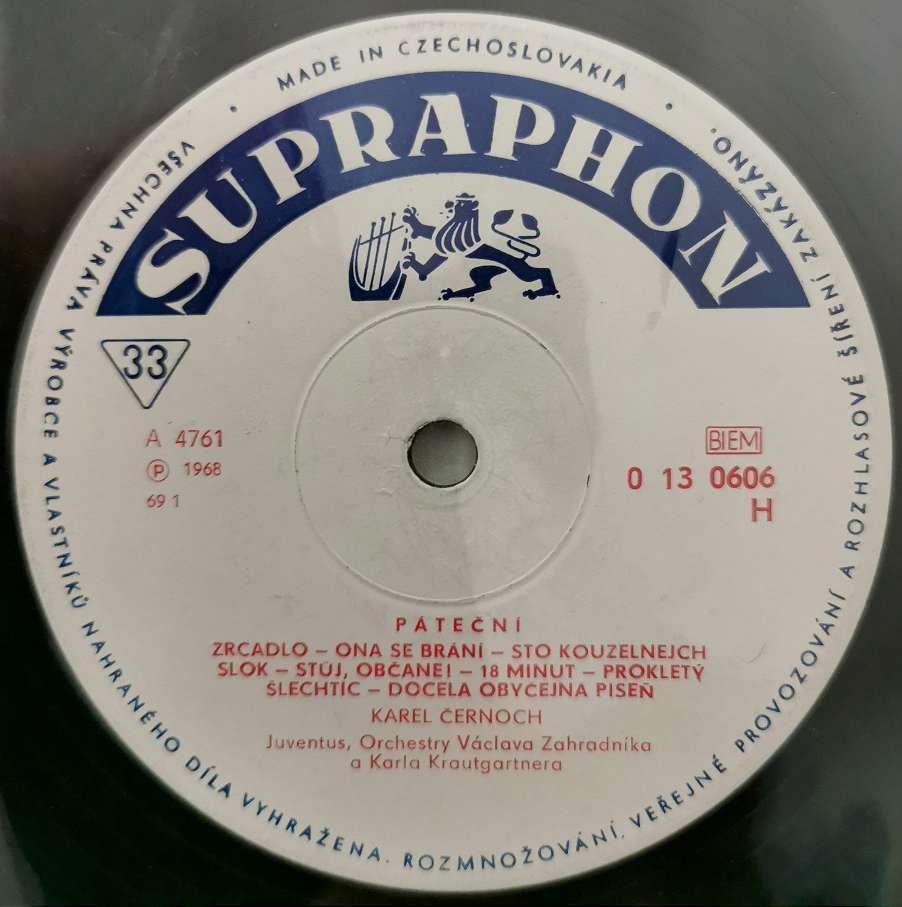 MADE IN CZECHOSLOVAKIA
SUPRAPHON
33
A 4761
Ⓟ 1968
69 1
BIEM
0 13 0606
H
PÁTEČNÍ
ZRCADLO – ONA SE BRÁNÍ – STO KOUZELNEJCH
SLOK – STŮJ, OBČANE! – 18 MINUT – PROKLETÝ
ŠLECHTIC – DOCELA OBYČEJNÁ PÍSEŇ
KAREL ČERNOCH
Juventus, Orchestry Václava Zahradníka
a Karla Krautgartnera
VŠECHNA PRÁVA VÝROBCE A VLASTNÍKŮ NAHRANÉHO DÍLA VYHRAŽENA. ROZMNOŽOVÁNÍ, VEŘEJNÉ PROVOZOVÁNÍ A ROZHLASOVÉ ŠÍŘENÍ ZAKÁZÁNO.